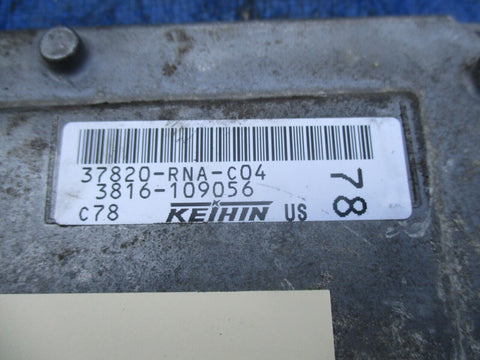 37820-RNA-C04
3816-109056
C78 KEIHIN US
78